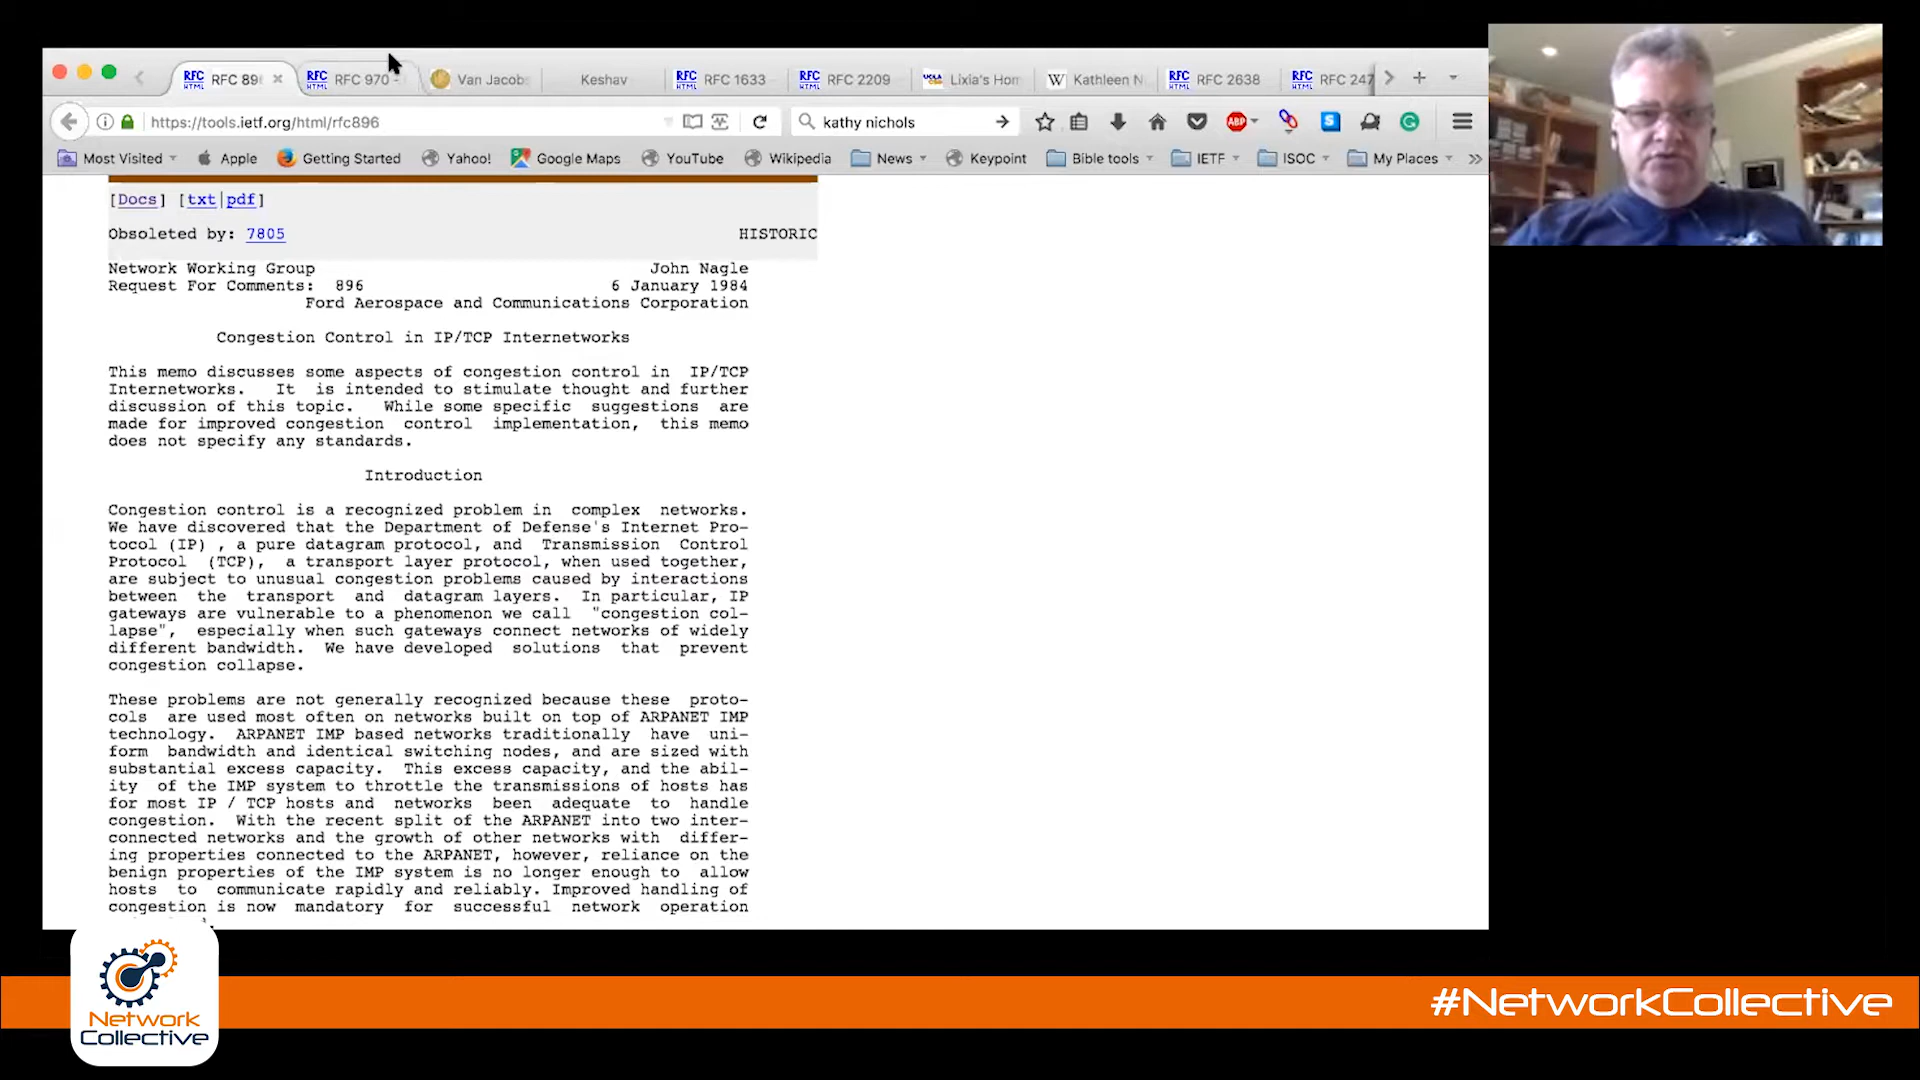 RFC 89
RFC 970 -
Van Jacobs
Keshav
RFC 1633
RFC 2209
Lixia's Hom
Kathleen N
RFC 2638
RFC 247
https://tools.ietf.org/html/rfc896
kathy nichols
ABP
Most Visited
Apple
Getting Started
Yahoo!
Google Maps
YouTube
Wikipedia
News
Keypoint
Bible tools
IETF
ISOC
My Places
[Docs] [txt|pdf]
Obsoleted by: 7805 HISTORIC
Network Working Group John Nagle
Request For Comments: 896 6 January 1984
Ford Aerospace and Communications Corporation
Congestion Control in IP/TCP Internetworks
This memo discusses some aspects of congestion control in IP/TCP
Internetworks. It is intended to stimulate thought and further
discussion of this topic. While some specific suggestions are
made for improved congestion control implementation, this memo
does not specify any standards.
Introduction
Congestion control is a recognized problem in complex networks.
We have discovered that the Department of Defense's Internet Pro-
tocol (IP) , a pure datagram protocol, and Transmission Control
Protocol (TCP), a transport layer protocol, when used together,
are subject to unusual congestion problems caused by interactions
between the transport and datagram layers. In particular, IP
gateways are vulnerable to a phenomenon we call "congestion col-
lapse", especially when such gateways connect networks of widely
different bandwidth. We have developed solutions that prevent
congestion collapse.
These problems are not generally recognized because these proto-
cols are used most often on networks built on top of ARPANET IMP
technology. ARPANET IMP based networks traditionally have uni-
form bandwidth and identical switching nodes, and are sized with
substantial excess capacity. This excess capacity, and the abil-
ity of the IMP system to throttle the transmissions of hosts has
for most IP / TCP hosts and networks been adequate to handle
congestion. With the recent split of the ARPANET into two inter-
connected networks and the growth of other networks with differ-
ing properties connected to the ARPANET, however, reliance on the
benign properties of the IMP system is no longer enough to allow
hosts to communicate rapidly and reliably. Improved handling of
congestion is now mandatory for successful network operation
Network
Collective
#NetworkCollective